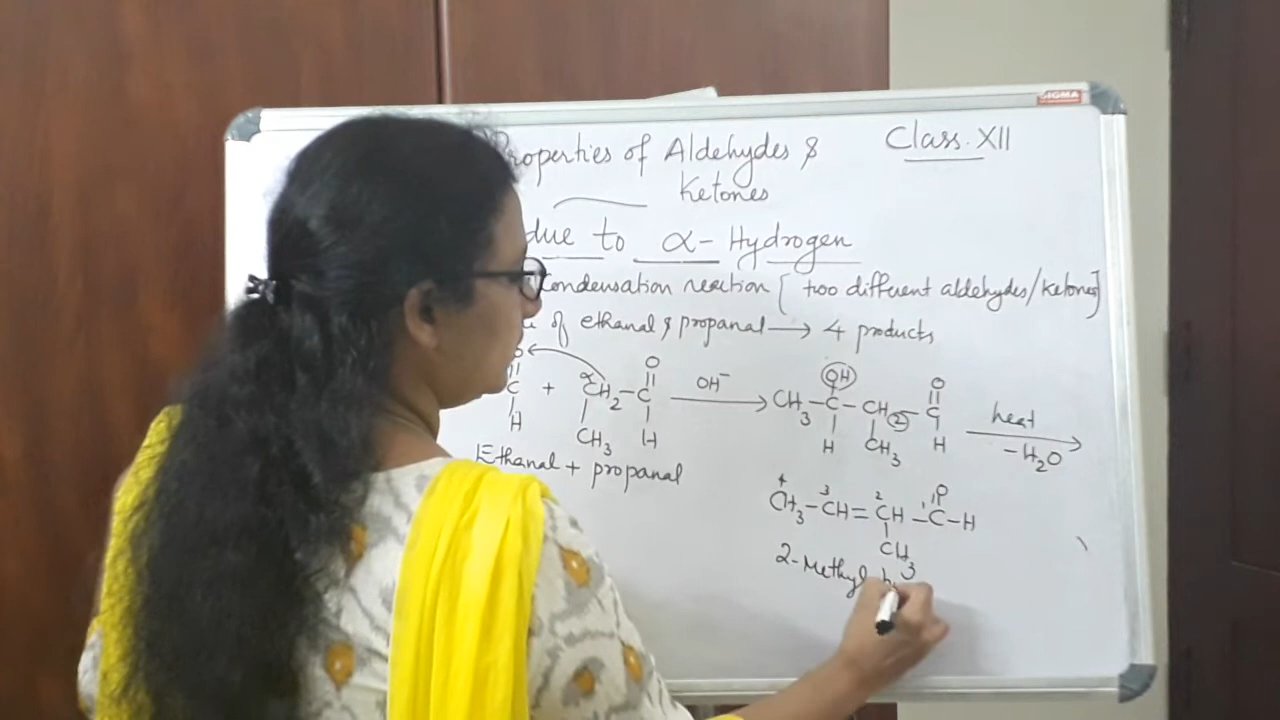 SIGMA
Properties of Aldehydes &
Ketones
Class. XII
due to α- Hydrogen
Condensation reaction [ two different aldehydes/ketones]
of ethanal & propanal → 4 products
O
O
OH
O
C + αCH2 - C OH⁻ → CH3 - C - CH2 - C heat
H CH3 H H CH3 H -H2O
Ethanal + propanal
4 3 2 1 O
CH3 - CH = CH - C - H
CH3
2-Methyl